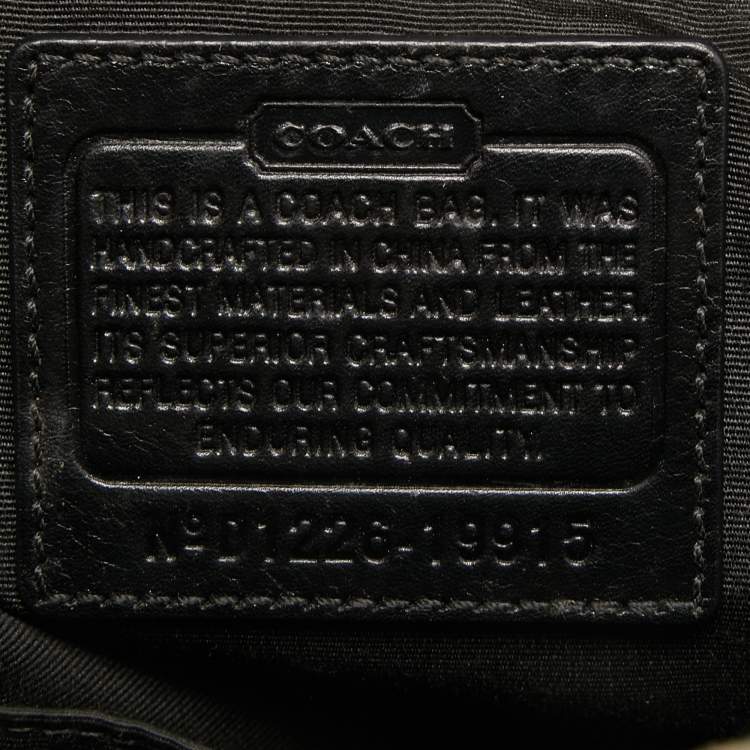 COACH
THIS IS A COACH BAG. IT WAS
HANDCRAFTED IN CHINA FROM THE
FINEST MATERIALS AND LEATHER.
ITS SUPERIOR CRAFTSMANSHIP
REFLECTS OUR COMMITMENT TO
ENDURING QUALITY.
Nº D1226-19915